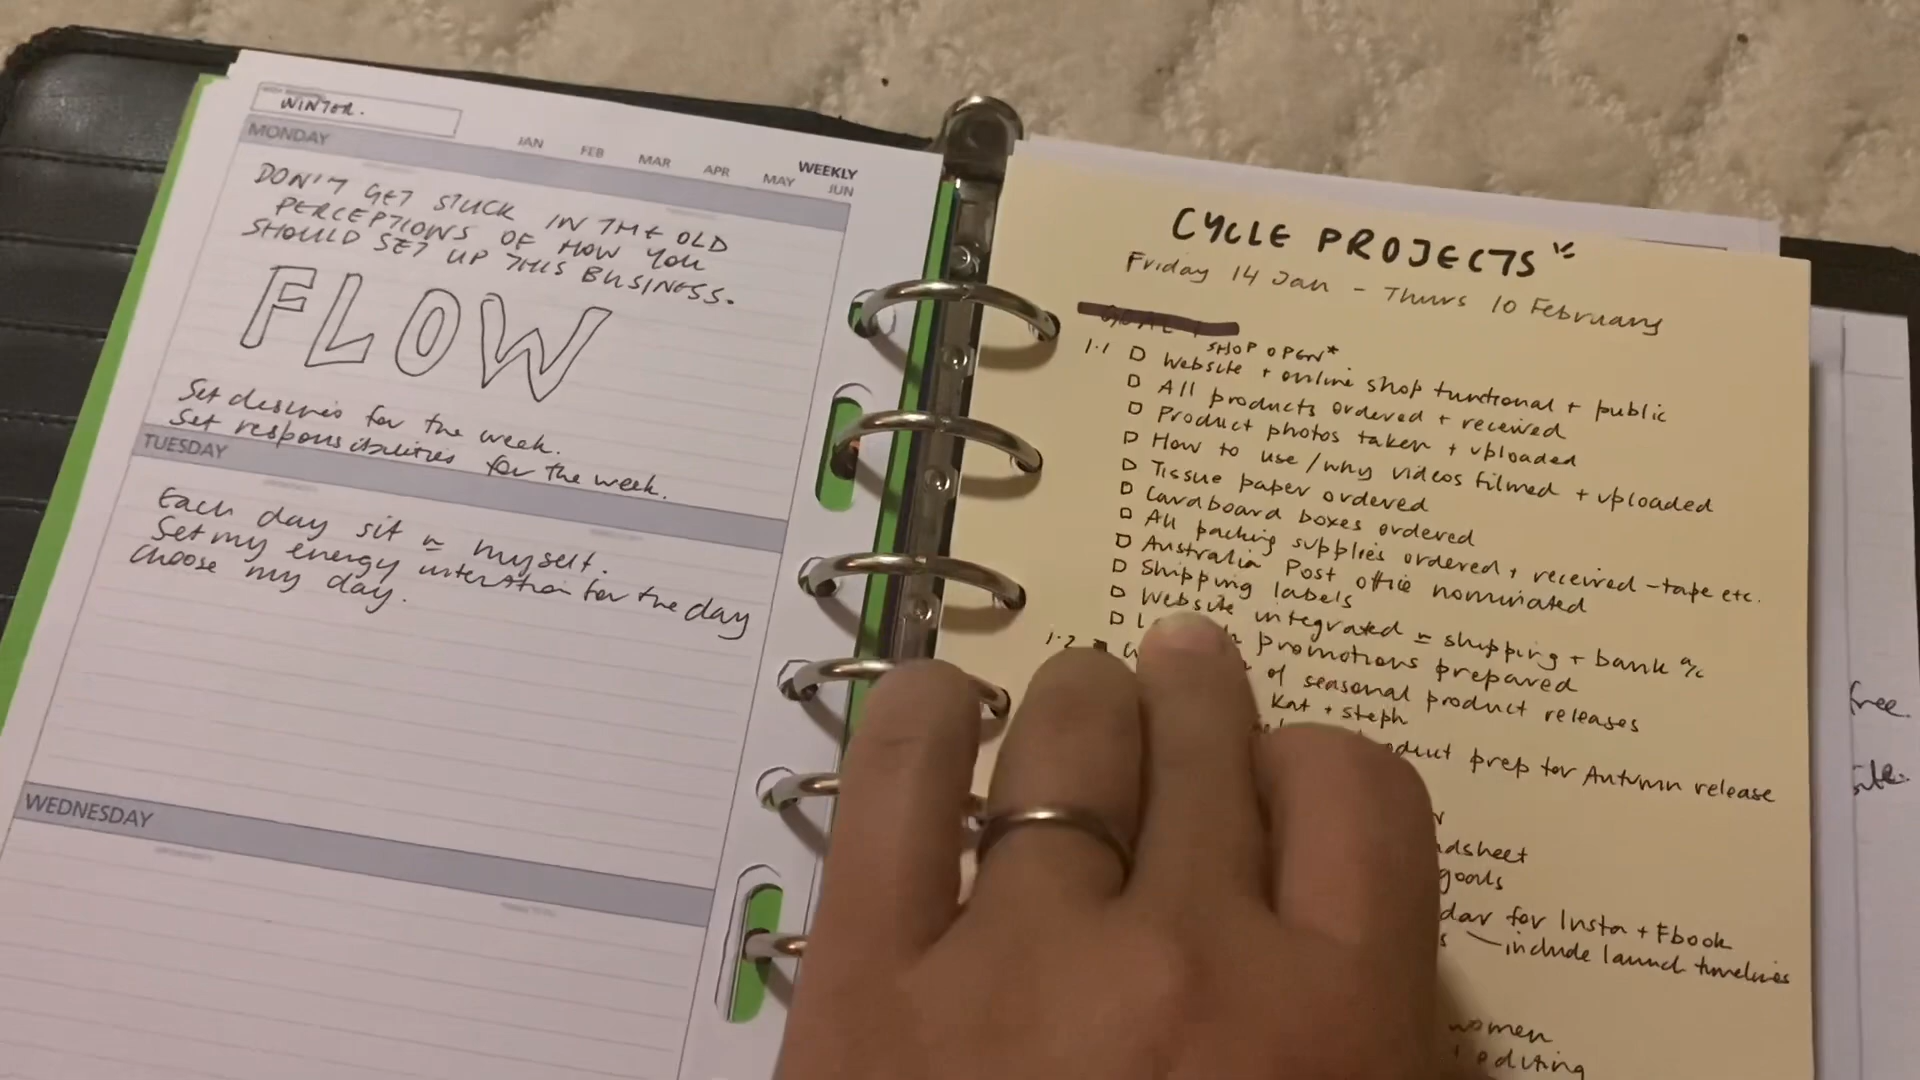 WINTER.
MONDAY
JAN FEB MAR APR MAY JUN
WEEKLY
DON'T GET STUCK IN THE OLD
PERCEPTIONS OF HOW YOU
SHOULD SET UP THIS BUSINESS.
FLOW
Set desires for the week.
Set responsibilities for the week.
TUESDAY
Each day sit = myself.
Set my energy intention for the day
Choose my day.
WEDNESDAY
CYCLE PROJECTS
Friday 14 Jan - Thurs 10 February
SHOP OPEN*
1.1 Website + online shop functional + public
All products ordered + received
Product photos taken + uploaded
How to use / why videos filmed + uploaded
Tissue paper ordered
Cardboard boxes ordered
All packing supplies ordered + received - tape etc.
Australia Post office nominated
Shipping labels
Website integrated = shipping + bank a/c
promotions prepared
1.2
of seasonal product releases
Kat + Steph
prep for Autumn release
goals
for Insta + Fbook
include launch timelines
women
+ editing
free